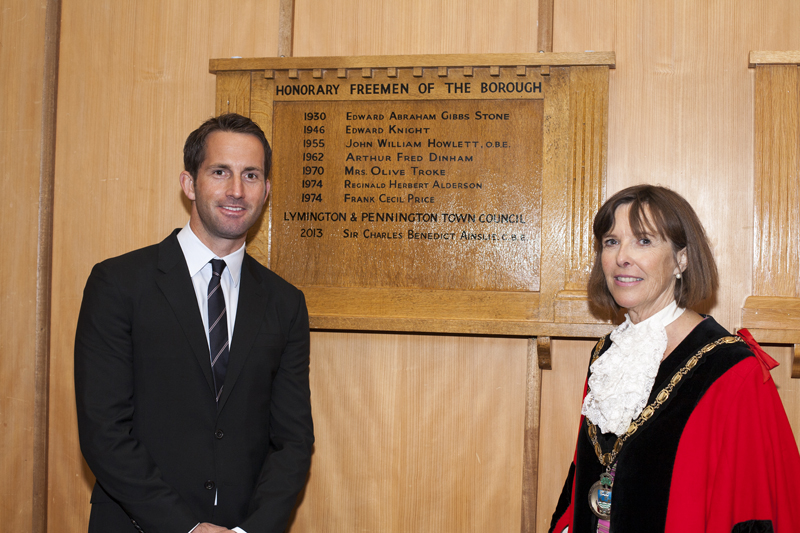 HONORARY FREEMEN OF THE BOROUGH
1930 EDWARD ABRAHAM GIBBS STONE
1946 EDWARD KNIGHT
1955 JOHN WILLIAM HOWLETT, O.B.E.
1962 ARTHUR FRED DINHAM
1970 MRS. OLIVE TROKE
1974 REGINALD HERBERT ALDERSON
1974 FRANK CECIL PRICE
LYMINGTON & PENNINGTON TOWN COUNCIL
2013 SIR CHARLES BENEDICT AINSLIE, C.B.E.